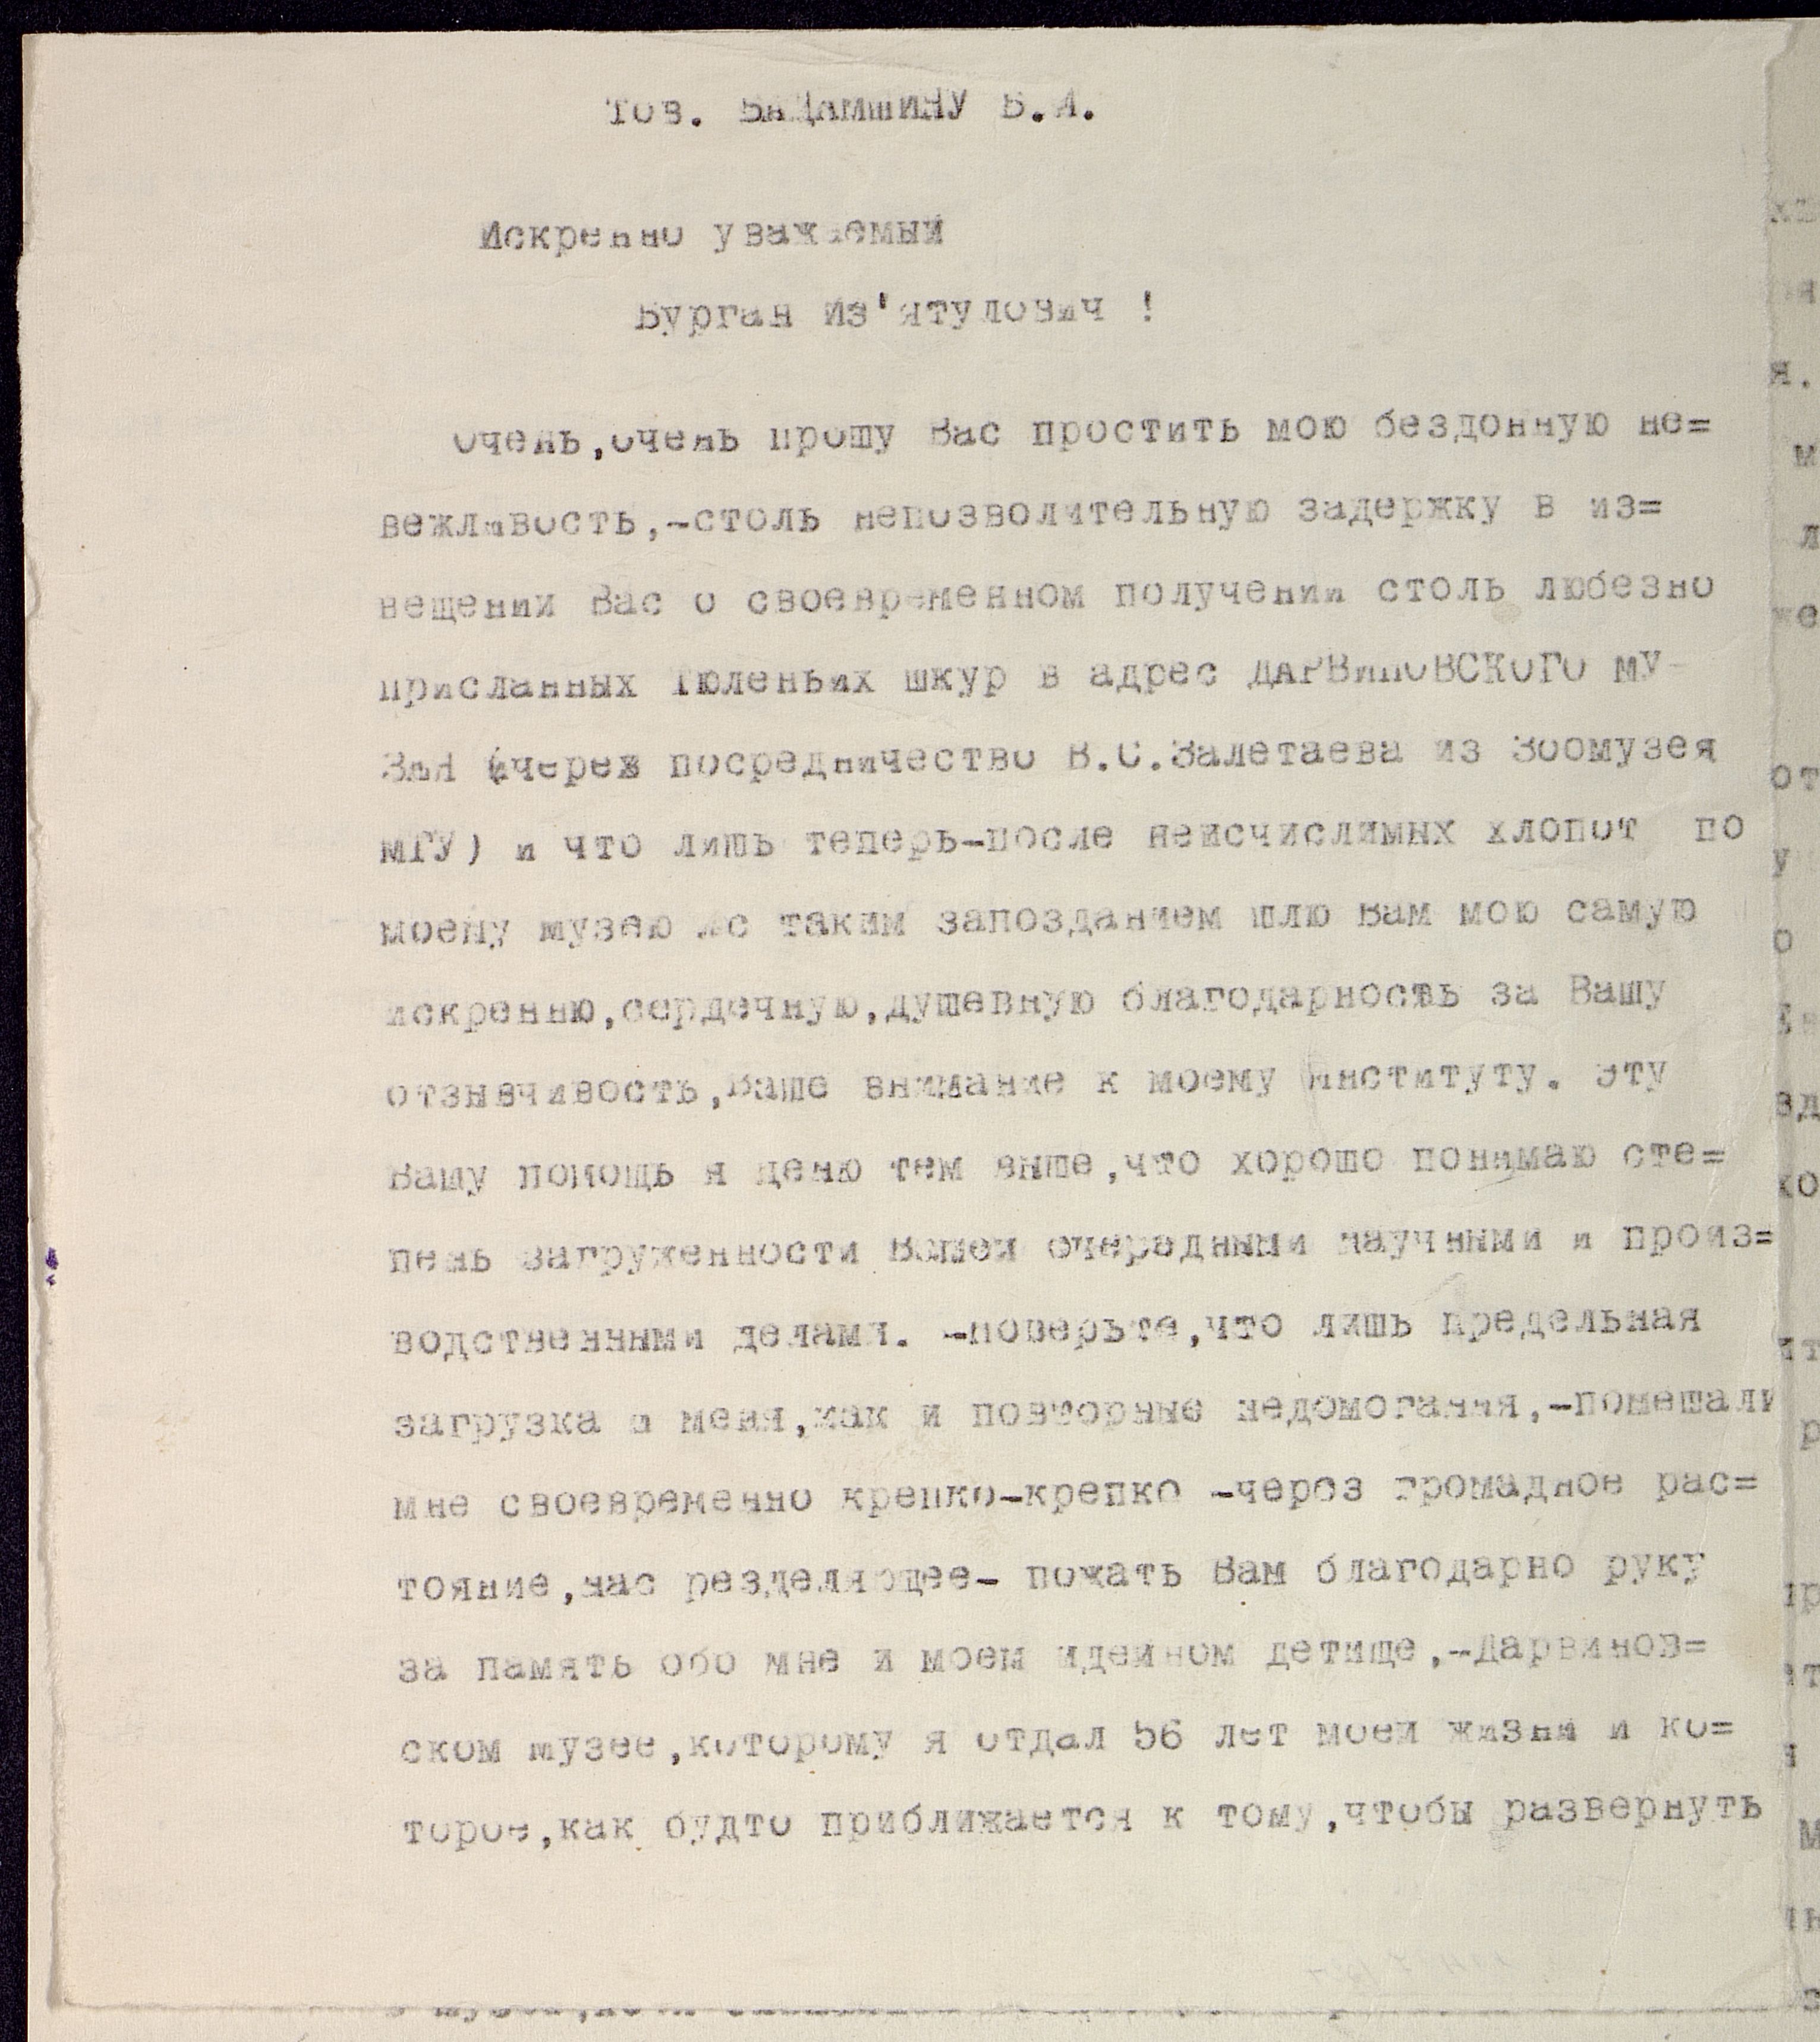 Тов. БАДАМШИНУ Б.И.
Искренно уважаемый
Бурган Из'ятулович !
Очень,очень прошу Вас простить мою бездонную не=
вежливость,-столь непозволительную задержку в из=
вещении Вас о своевременном получении столь любезно
присланных Тюленьих шкур в адрес ДАРВИНОВСКОГО МУ-
ЗЕЯ (через посредничество В.С.Залетаева из Зоомузея
МГУ) и что лишь теперь-после неисчислимых хлопот по
моему музею с таким запозданием шлю Вам мою самую
искренню,сердечную,душевную благодарность за Вашу
отзывчивость,Ваше внимание к моему Институту. Эту
Вашу помощь я ценю тем выше,что хорошо понимаю сте=
пень загруженности Вашей очередными научными и произ=
водственными делами. -Поверьте,что лишь предельная
загрузка и меня,как и повторные недомогания,-помешали
мне своевременно крепко-крепко -через громадное рас=
тояние,нас резделяющее- пожать Вам благодарно руку
за память обо мне и моем идейном детище,-Дарвинов=
ском музее,которому я отдал 56 лет моей жизни и ко=
торое,как будто приближается к тому,чтобы развернуть